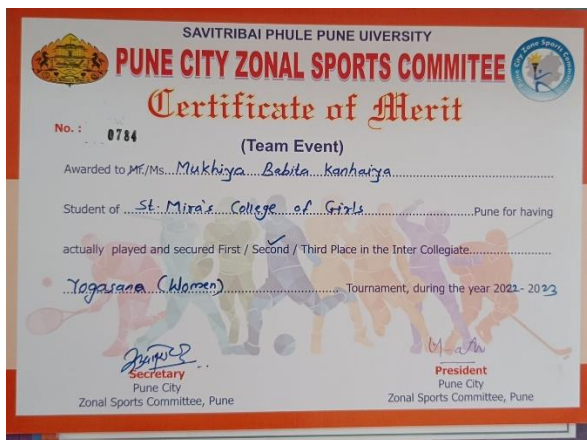 SAVITRIBAI PHULE PUNE UIVERSITY
PUNE CITY ZONAL SPORTS COMMITEE
Certificate of Merit
No. : 0784
(Team Event)
Awarded to Mr./Ms....Mukhiya Babita Kanhaiya
Student of ...St. Mira's College of Girls...Pune for having
actually played and secured First / Second / Third Place in the Inter Collegiate
Yogasana (Women)... Tournament, during the year 2022- 2023
Secretary
Pune City
Zonal Sports Committee, Pune
President
Pune City
Zonal Sports Committee, Pune